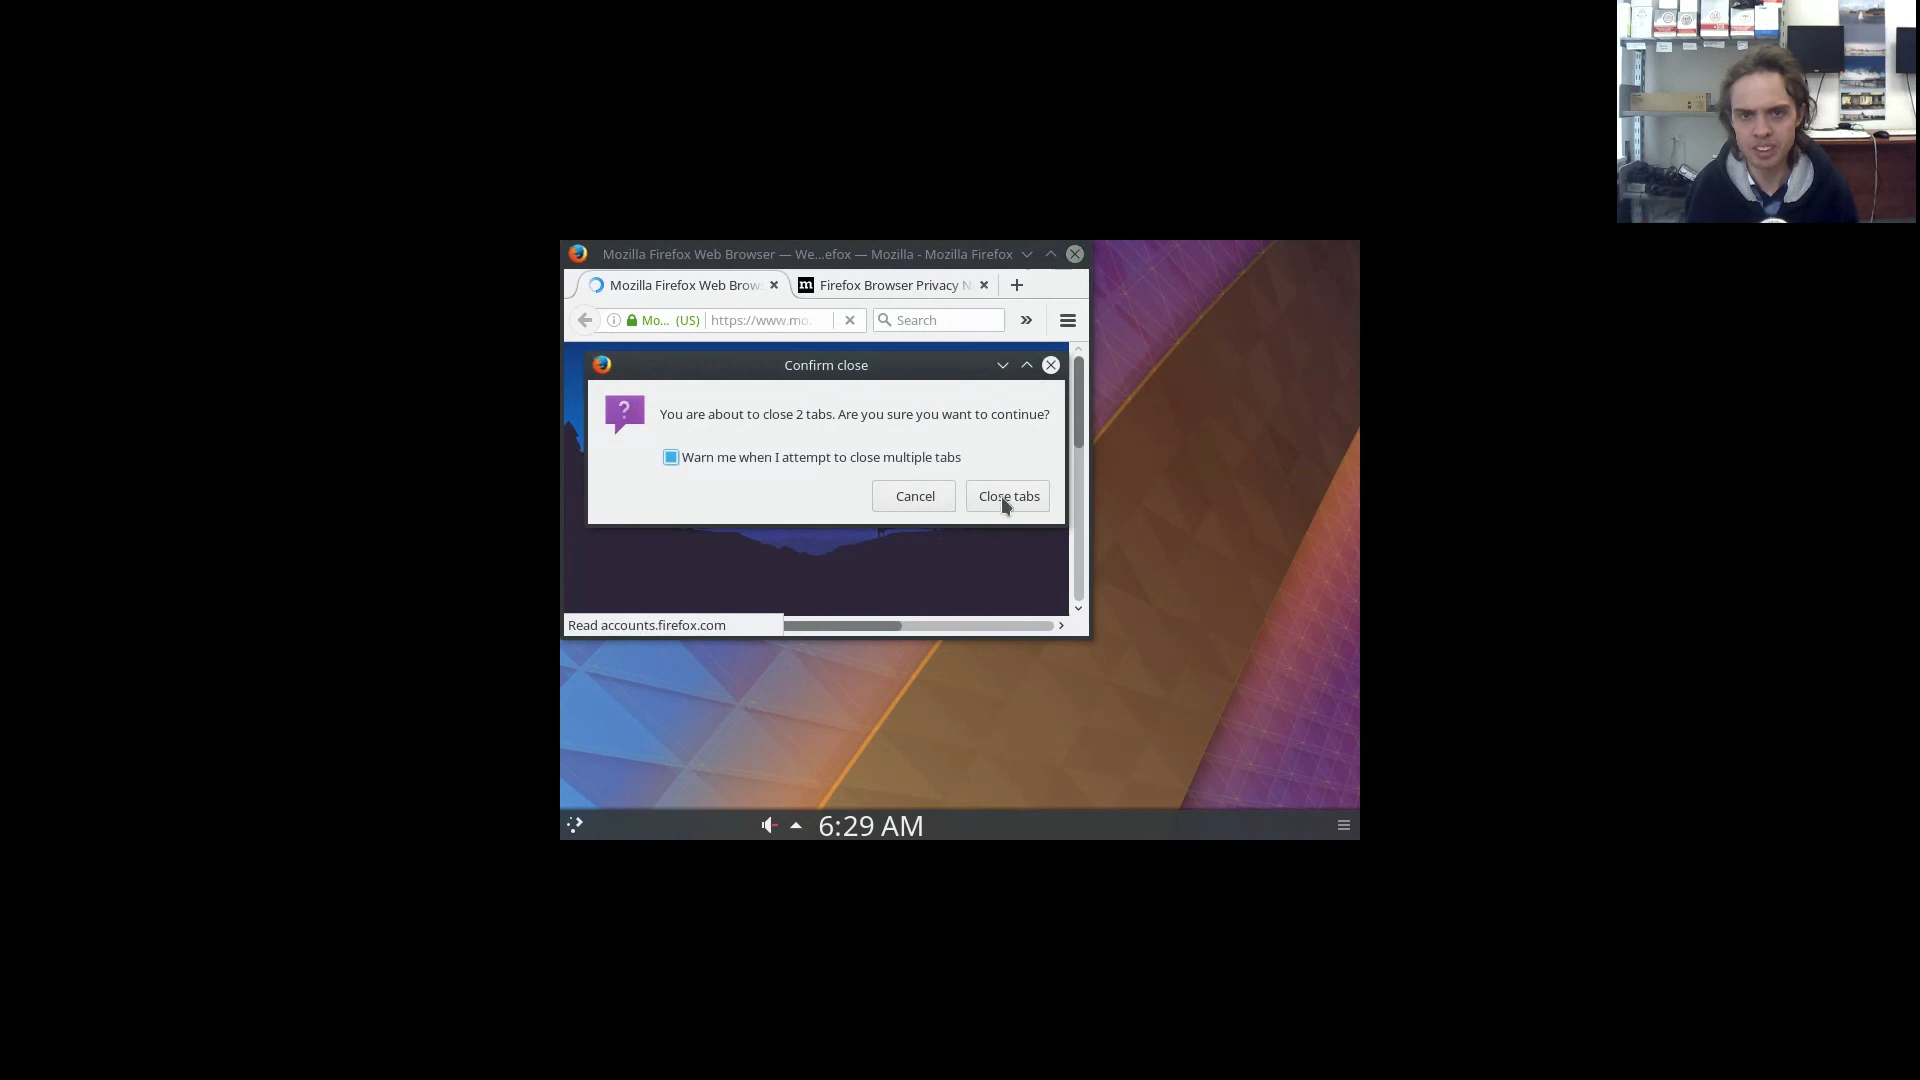 Mozilla Firefox Web Browser — We...efox — Mozilla - Mozilla Firefox
Mozilla Firefox Web Brow
Firefox Browser Privacy N
Mo... (US)
https://www.mo
Search
Confirm close
You are about to close 2 tabs. Are you sure you want to continue?
Warn me when I attempt to close multiple tabs
Cancel
Close tabs
Read accounts.firefox.com
6:29 AM